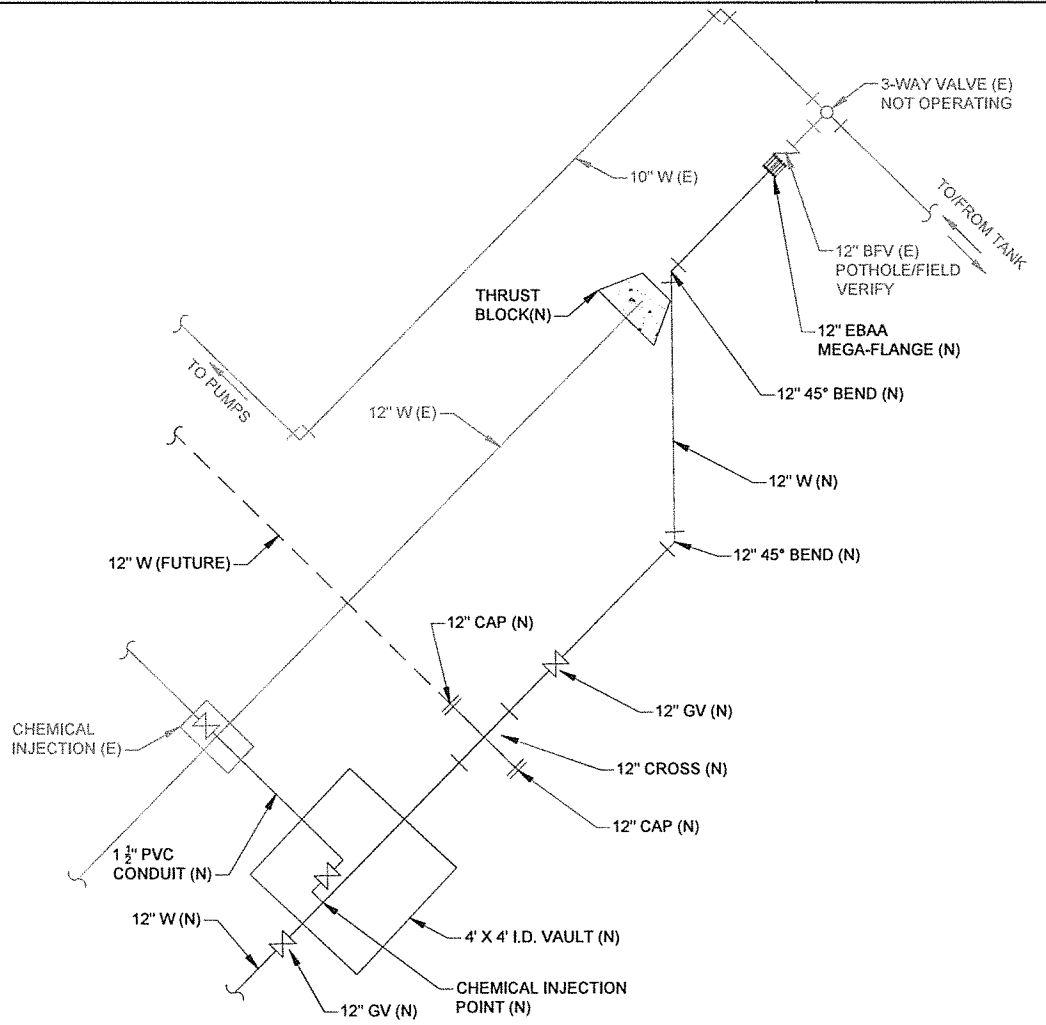 3-WAY VALVE (E)
NOT OPERATING
10" W (E)
TO/FROM TANK
12" BFV (E)
POTHOLE/FIELD
VERIFY
THRUST
BLOCK(N)
12" EBAA
MEGA-FLANGE (N)
TO PUMPS
12" 45° BEND (N)
12" W (E)
12" W (N)
12" W (FUTURE)
12" 45° BEND (N)
12" CAP (N)
12" GV (N)
CHEMICAL
INJECTION (E)
12" CROSS (N)
12" CAP (N)
1 1/2" PVC
CONDUIT (N)
12" W (N)
4' X 4' I.D. VAULT (N)
CHEMICAL INJECTION
POINT (N)
12" GV (N)